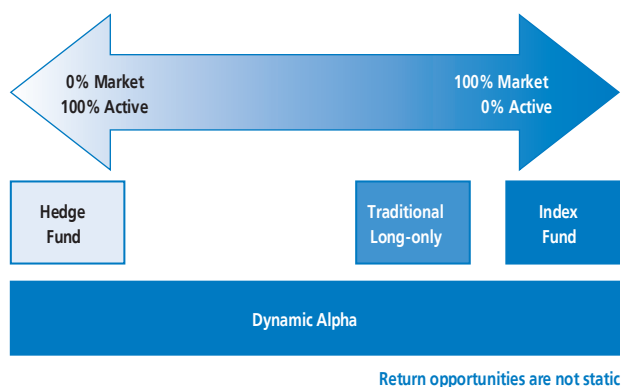 0% Market
100% Active
100% Market
0% Active
Hedge
Fund
Traditional
Long-only
Index
Fund
Dynamic Alpha
Return opportunities are not static